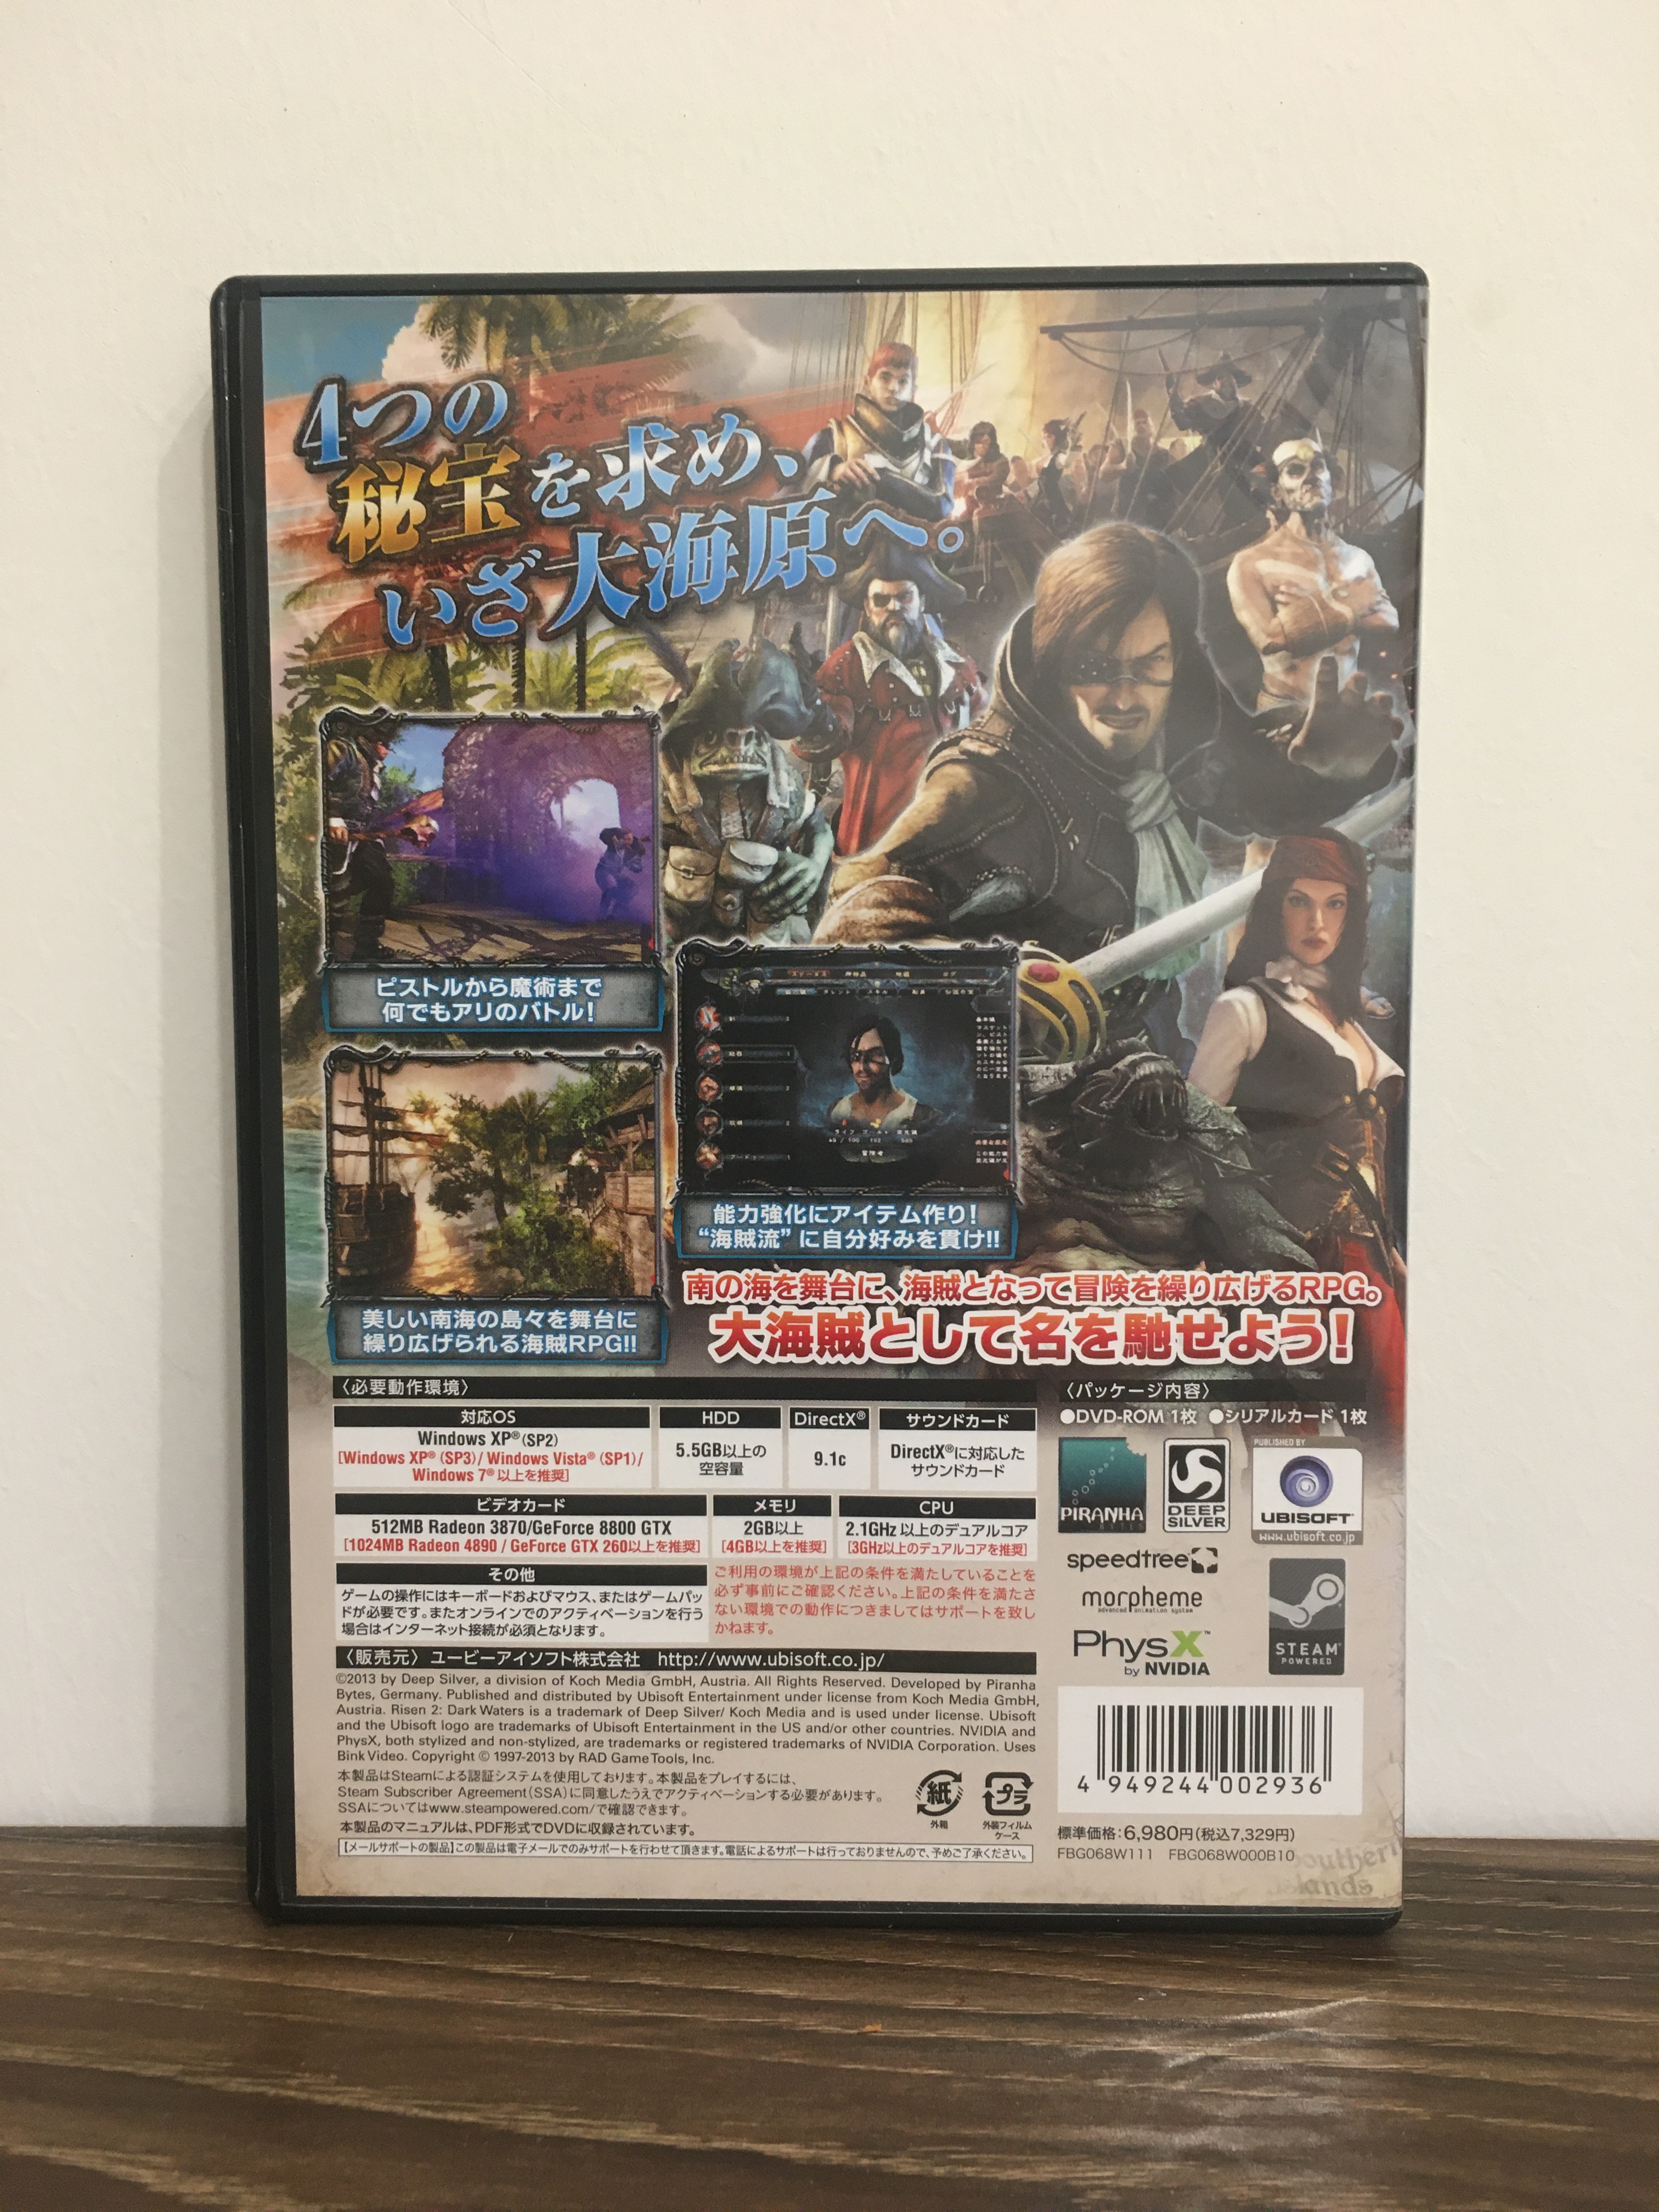 4つの
秘宝を求め、
いざ大海原へ。
ピストルから魔術まで
何でもアリのバトル！
能力強化にアイテム作り！
“海賊流”に自分好みを貫け!!
美しい南海の島々を舞台に
繰り広げられる海賊RPG!!
南の海を舞台に、海賊となって冒険を繰り広げるRPG。
大海賊として名を馳せよう！
〈必要動作環境〉
対応OS
Windows XP®(SP2)
[Windows XP®（SP3）/ Windows Vista®（SP1）/
Windows 7® 以上を推奨]
HDD
5.5GB以上の
空容量
DirectX®
9.1c
サウンドカード
DirectX®に対応した
サウンドカード
ビデオカード
512MB Radeon 3870/GeForce 8800 GTX
[1024MB Radeon 4890 / GeForce GTX 260以上を推奨]
メモリ
2GB以上
[4GB以上を推奨]
CPU
2.1GHz 以上のデュアルコア
[3GHz以上のデュアルコアを推奨]
その他
ゲームの操作にはキーボードおよびマウス、またはゲームパッ
ドが必要です。またオンラインでのアクティベーションを行う
場合はインターネット接続が必須となります。
ご利用の環境が上記の条件を満たしていることを
必ず事前にご確認ください。上記の条件を満たさ
ない環境での動作につきましてはサポートを致し
かねます。
〈販売元〉 ユービーアイソフト株式会社 http://www.ubisoft.co.jp/
©2013 by Deep Silver, a division of Koch Media GmbH, Austria. All Rights Reserved. Developed by Piranha
Bytes, Germany. Published and distributed by Ubisoft Entertainment under license from Koch Media GmbH,
Austria. Risen 2: Dark Waters is a trademark of Deep Silver/ Koch Media and is used under license. Ubisoft
and the Ubisoft logo are trademarks of Ubisoft Entertainment in the US and/or other countries. NVIDIA and
PhysX, both stylized and non-stylized, are trademarks or registered trademarks of NVIDIA Corporation. Uses
Bink Video. Copyright © 1997-2013 by RAD Game Tools, Inc.
本製品はSteamによる認証システムを使用しております。本製品をプレイするには、
Steam Subscriber Agreement（SSA）に同意したうえでアクティベーションする必要があります。
SSAについてはwww.steampowered.com/で確認できます。
本製品のマニュアルは、PDF形式でDVDに収録されています。
【メールサポートの製品】この製品は電子メールでのみサポートを行わせて頂きます。電話によるサポートは行っておりませんので、予めご了承ください。
紙
外箱
プラ
外装フィルム
ケース
〈パッケージ内容〉
●DVD-ROM 1枚 ●シリアルカード 1枚
PIRANHA
BYTES
DEEP
SILVER
PUBLISHED BY
UBISOFT
www.ubisoft.co.jp
speedtree
morpheme
advanced animation system
PhysX™
by NVIDIA
STEAM
POWERED
4 949244 002936
標準価格：6,980円（税込7,329円）
FBG068W111 FBG068W000B10
Southern
Islands